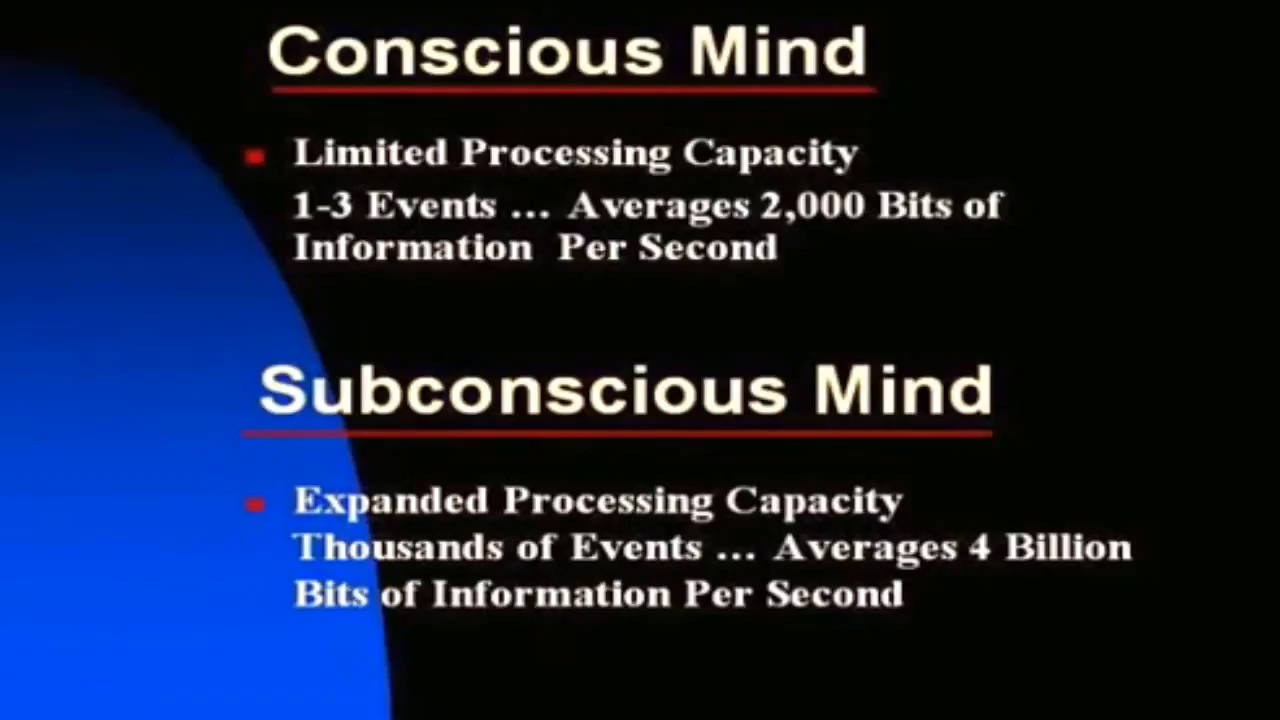 Conscious Mind
Limited Processing Capacity
1-3 Events ... Averages 2,000 Bits of
Information Per Second
Subconscious Mind
Expanded Processing Capacity
Thousands of Events ... Averages 4 Billion
Bits of Information Per Second